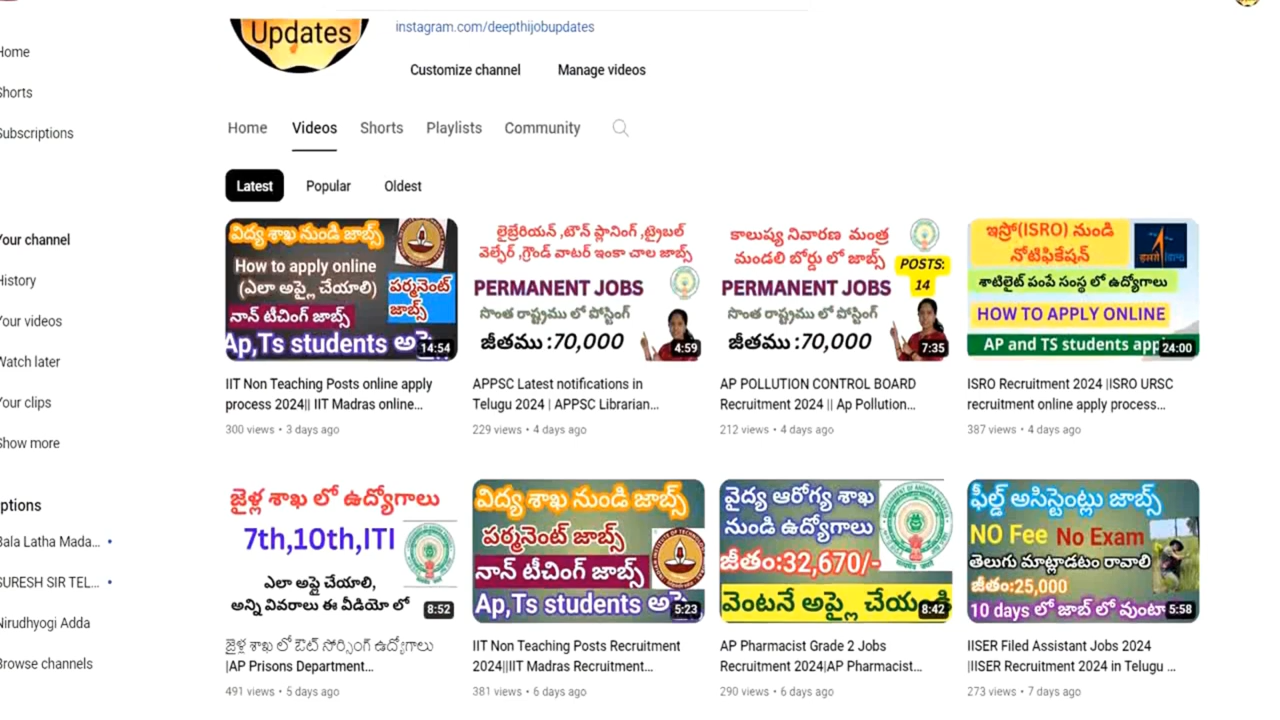 Updates
instagram.com/deepthijobupdates
Customize channel
Manage videos
Home
Shorts
Subscriptions
Your channel
History
Your videos
Watch later
Your clips
Show more
ptions
Bala Latha Mada...
SURESH SIR TEL...
Nirudhyogi Adda
Browse channels
Home Videos Shorts Playlists Community
Latest Popular Oldest
విద్య శాఖ నుండి జాబ్స్
How to apply online
(ఎలా అప్లై చేయాలి)
పర్మనెంట్
జాబ్స్
నాన్ టీచింగ్ జాబ్స్
Ap,Ts students
14:54
IIT Non Teaching Posts online apply
process 2024|| IIT Madras online...
300 views • 3 days ago
లైబ్రేరియన్ ,టౌన్ ప్లానింగ్ ,ట్రైబల్
వెల్ఫేర్ ,గ్రౌండ్ వాటర్ ఇంకా చాల జాబ్స్
PERMANENT JOBS
సొంత రాష్ట్రము లో పోస్టింగ్
జీతము :70,000
4:59
APPSC Latest notifications in
Telugu 2024 | APPSC Librarian...
229 views • 4 days ago
కాలుష్య నివారణ మంత్ర
మండలి బోర్డు లో జాబ్స్
POSTS:
14
PERMANENT JOBS
సొంత రాష్ట్రము లో పోస్టింగ్
జీతము :70,000
7:35
AP POLLUTION CONTROL BOARD
Recruitment 2024 || Ap Pollution...
212 views • 4 days ago
ఇస్రో(ISRO) నుండి
నోటిఫికేషన్
इसरो isro
శాటిలైట్ పంపే సంస్థ లో ఉద్యోగాలు
HOW TO APPLY ONLINE
AP and TS students app
24:00
ISRO Recruitment 2024 |ISRO URSC
recruitment online apply process...
387 views • 4 days ago
జైళ్ల శాఖ లో ఉద్యోగాలు
7th,10th,ITI
ఎలా అప్లై చేయాలి,
అన్ని వివరాలు ఈ వీడియో లో
8:52
జైళ్ల శాఖ లో ఔట్ సోర్సింగ్ ఉద్యోగాలు
|AP Prisons Department...
491 views • 5 days ago
విద్య శాఖ నుండి జాబ్స్
పర్మనెంట్ జాబ్స్
నాన్ టీచింగ్ జాబ్స్
Ap,Ts students
5:23
IIT Non Teaching Posts Recruitment
2024||IIT Madras Recruitment...
381 views • 6 days ago
వైద్య ఆరోగ్య శాఖ
నుండి ఉద్యోగాలు
జీతం:32,670/-
వెంటనే అప్లై చేయండి
8:42
AP Pharmacist Grade 2 Jobs
Recruitment 2024|AP Pharmacist...
290 views • 6 days ago
ఫీల్డ్ అసిస్టెంట్లు జాబ్స్
NO Fee No Exam
తెలుగు మాట్లాడటం రావాలి
జీతం:25,000
10 days లో జాబ్ లో వుంటా
5:58
IISER Filed Assistant Jobs 2024
|IISER Recruitment 2024 in Telugu ...
273 views • 7 days ago